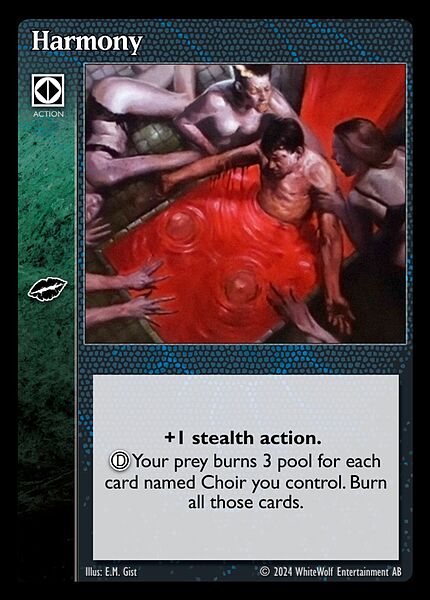 Harmony
ACTION
+1 stealth action.
Ⓓ Your prey burns 3 pool for each
card named Choir you control. Burn
all those cards.
Illus: E.M. Gist © 2024 WhiteWolf Entertainment AB